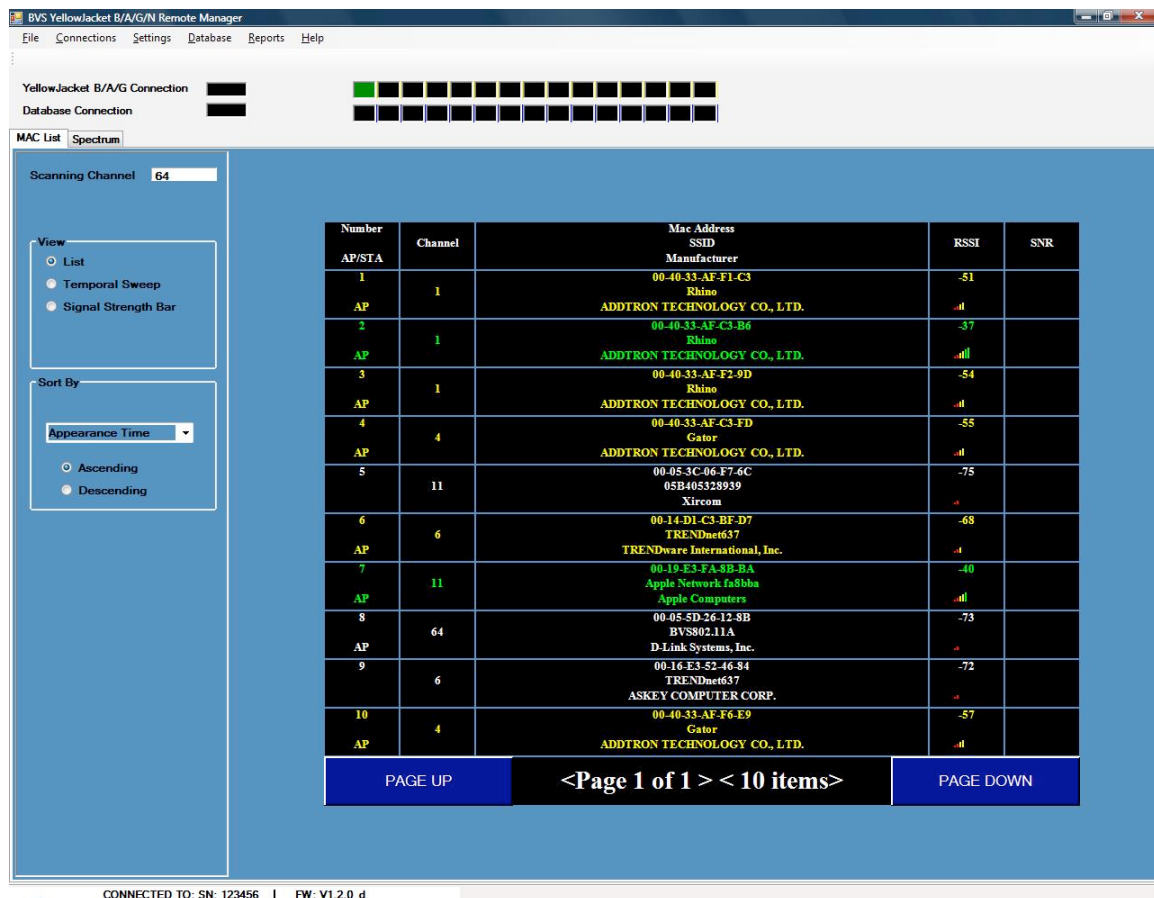 BVS YellowJacket B/A/G/N Remote Manager
File Connections Settings Database Reports Help
YellowJacket B/A/G Connection
Database Connection
MAC List Spectrum
Scanning Channel 64
View
List
Temporal Sweep
Signal Strength Bar
Sort By
Appearance Time
Ascending
Descending
Number
AP/STA
Channel
Mac Address
SSID
Manufacturer
RSSI
SNR
1
AP
1
00-40-33-AF-F1-C3
Rhino
ADDTRON TECHNOLOGY CO., LTD.
-51
2
AP
1
00-40-33-AF-C3-B6
Rhino
ADDTRON TECHNOLOGY CO., LTD.
-37
3
AP
1
00-40-33-AF-F2-9D
Rhino
ADDTRON TECHNOLOGY CO., LTD.
-54
4
AP
4
00-40-33-AF-C3-FD
Gator
ADDTRON TECHNOLOGY CO., LTD.
-55
5
11
00-05-3C-06-F7-6C
05B405328939
Xircom
-75
6
AP
6
00-14-D1-C3-BF-D7
TRENDnet637
TRENDware International, Inc.
-68
7
AP
11
00-19-E3-FA-8B-BA
Apple Network fa8bba
Apple Computers
-40
8
AP
64
00-05-5D-26-12-8B
BVS802.11A
D-Link Systems, Inc.
-73
9
6
00-16-E3-52-46-84
TRENDnet637
ASKEY COMPUTER CORP.
-72
10
AP
4
00-40-33-AF-F6-E9
Gator
ADDTRON TECHNOLOGY CO., LTD.
-57
PAGE UP
<Page 1 of 1 > < 10 items>
PAGE DOWN
CONNECTED TO: SN: 123456 | FW: V1.2.0 d